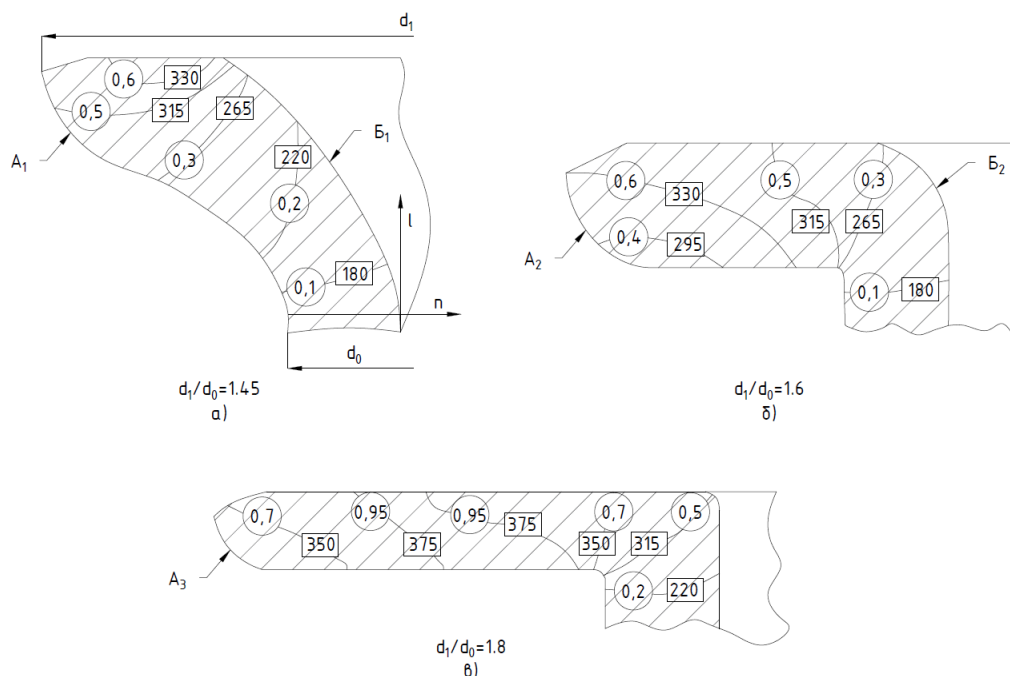 d₁
0,6 330
0,5 315 265
A₁ Б₁
0,3 220
0,2 l
0,1 180
n
d₀
d₁/d₀=1.45
а)
0,6 330 0,5 0,3 Б₂
0,4 295 315 265
A₂
0,1 180
d₁/d₀=1.6
б)
0,7 0,95 0,95 0,7 0,5
350 375 375 350 315
A₃
0,2 220
d₁/d₀=1.8
в)